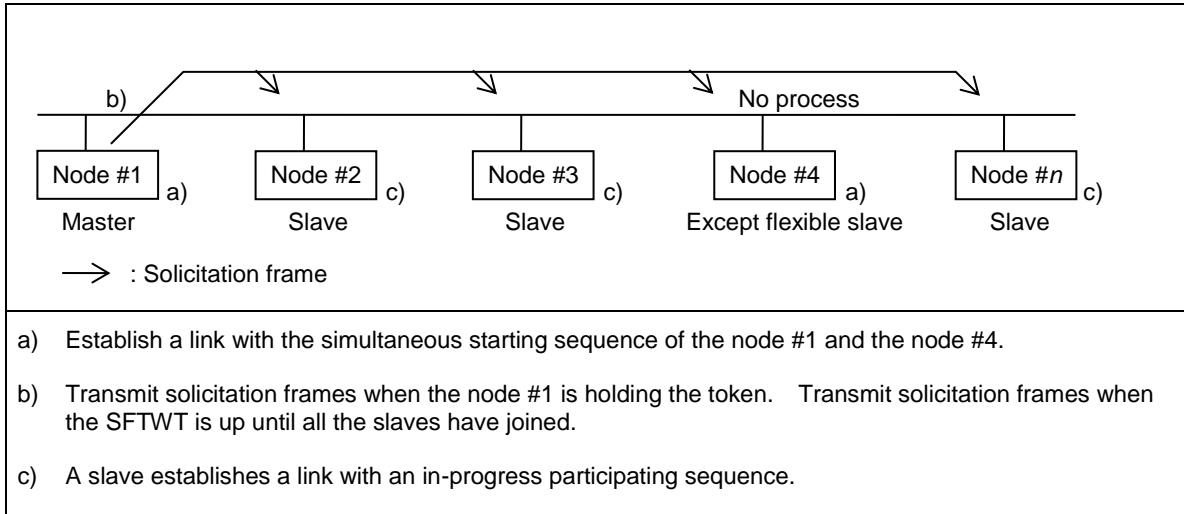 b)
No process
Node #1 a)
Node #2 c)
Node #3 c)
Node #4 a)
Node #n c)
Master
Slave
Slave
Except flexible slave
Slave
: Solicitation frame
a) Establish a link with the simultaneous starting sequence of the node #1 and the node #4.
b) Transmit solicitation frames when the node #1 is holding the token. Transmit solicitation frames when
the SFTWT is up until all the slaves have joined.
c) A slave establishes a link with an in-progress participating sequence.